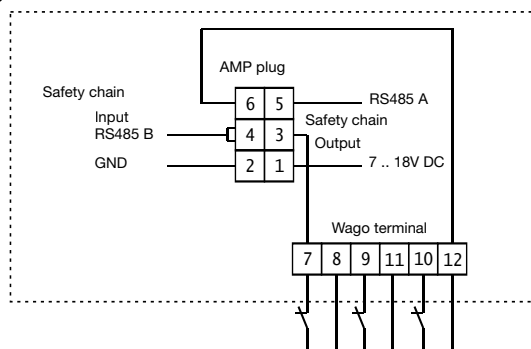 AMP plug
Safety chain
Input
6 5
RS485 A
Safety chain
RS485 B
4 3
Output
GND
2 1
7 .. 18V DC
Wago terminal
7 8 9 11 10 12